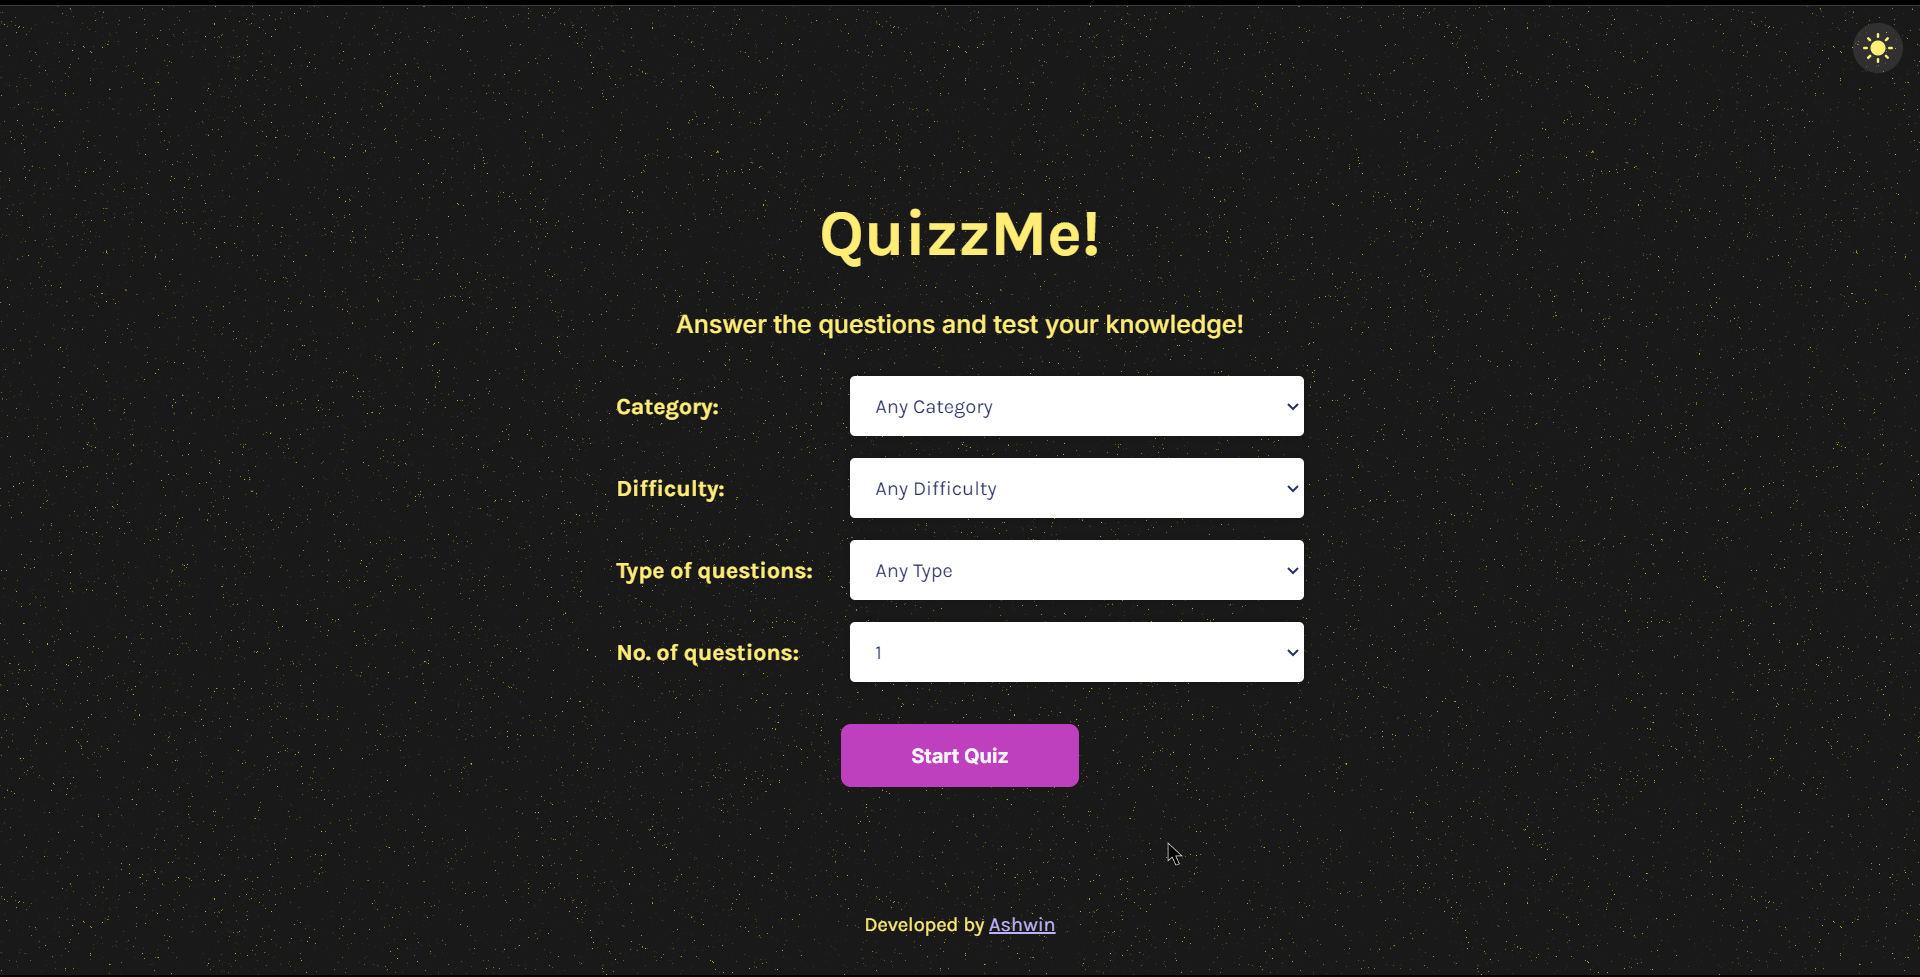 QuizzMe!
Answer the questions and test your knowledge!
Category: Any Category
Difficulty: Any Difficulty
Type of questions: Any Type
No. of questions: 1
Start Quiz
Developed by Ashwin